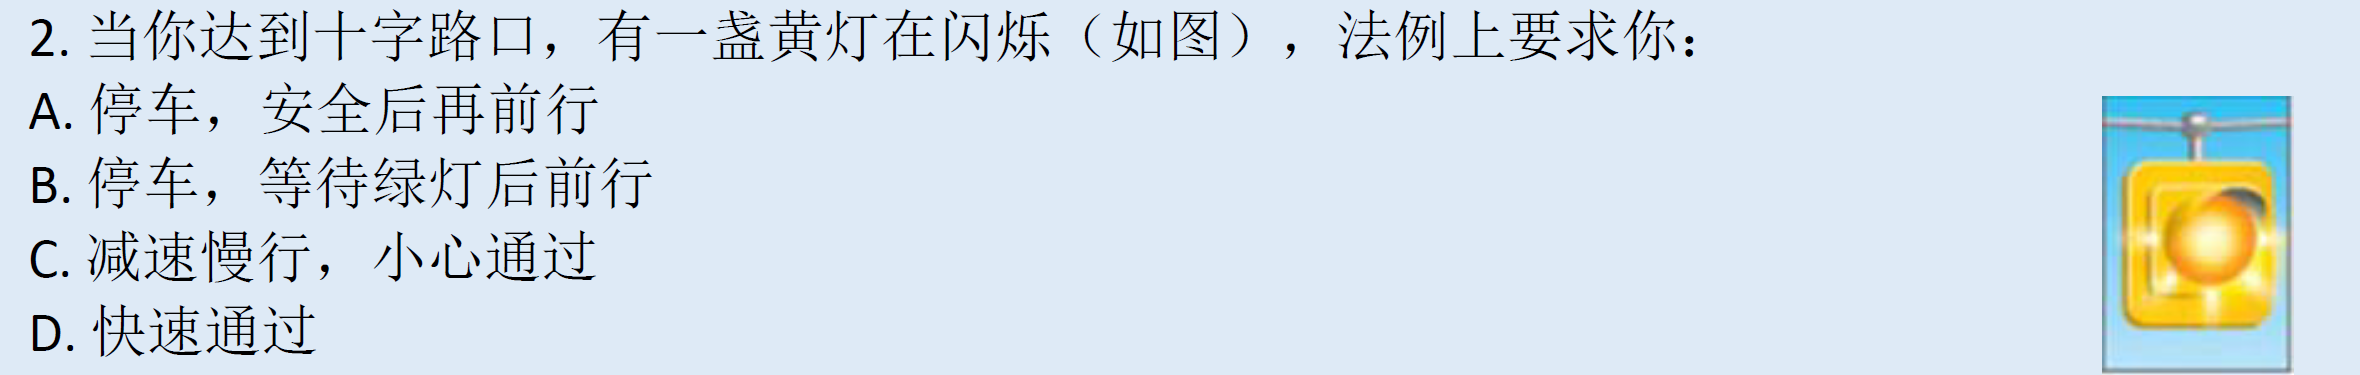 2. 当你达到十字路口，有一盏黄灯在闪烁（如图），法例上要求你：
A. 停车，安全后再前行
B. 停车，等待绿灯后前行
C. 减速慢行，小心通过
D. 快速通过